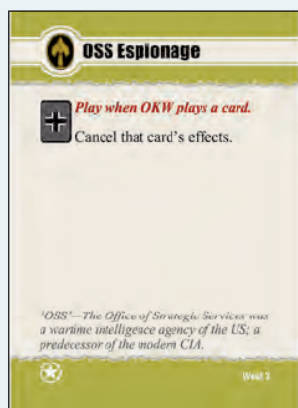 OSS Espionage
Play when OKW plays a card.
Cancel that card's effects.
'OSS'—The Office of Strategic Services was
a wartime intelligence agency of the US; a
predecessor of the modern CIA.
West 3